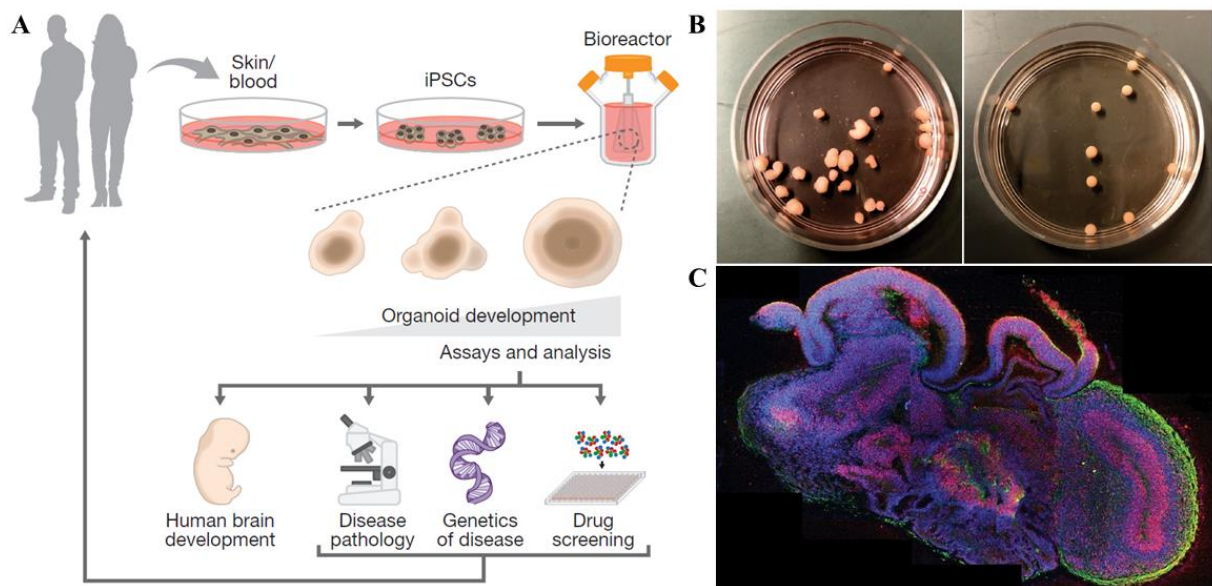 A
Skin/
blood
iPSCs
Bioreactor
Organoid development
Assays and analysis
Human brain
development
Disease
pathology
Genetics
of disease
Drug
screening
B
C